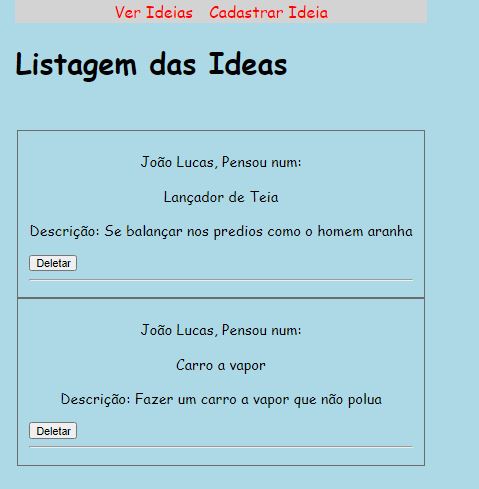 Ver Ideias Cadastrar Ideia
Listagem das Ideas
João Lucas, Pensou num:
Lançador de Teia
Descrição: Se balançar nos predios como o homem aranha
Deletar
João Lucas, Pensou num:
Carro a vapor
Descrição: Fazer um carro a vapor que não polua
Deletar